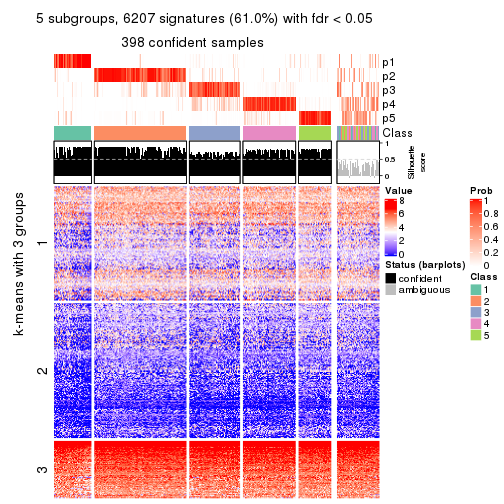 5 subgroups, 6207 signatures (61.0%) with fdr < 0.05
398 confident samples
p1
p2
p3
p4
p5
Class
1
0.5
0
Silhouette score
k-means with 3 groups
1
2
3
Value
8
6
4
2
0
Status (barplots)
confident
ambiguous
Prob
1
0.8
0.6
0.4
0.2
0
Class
1
2
3
4
5